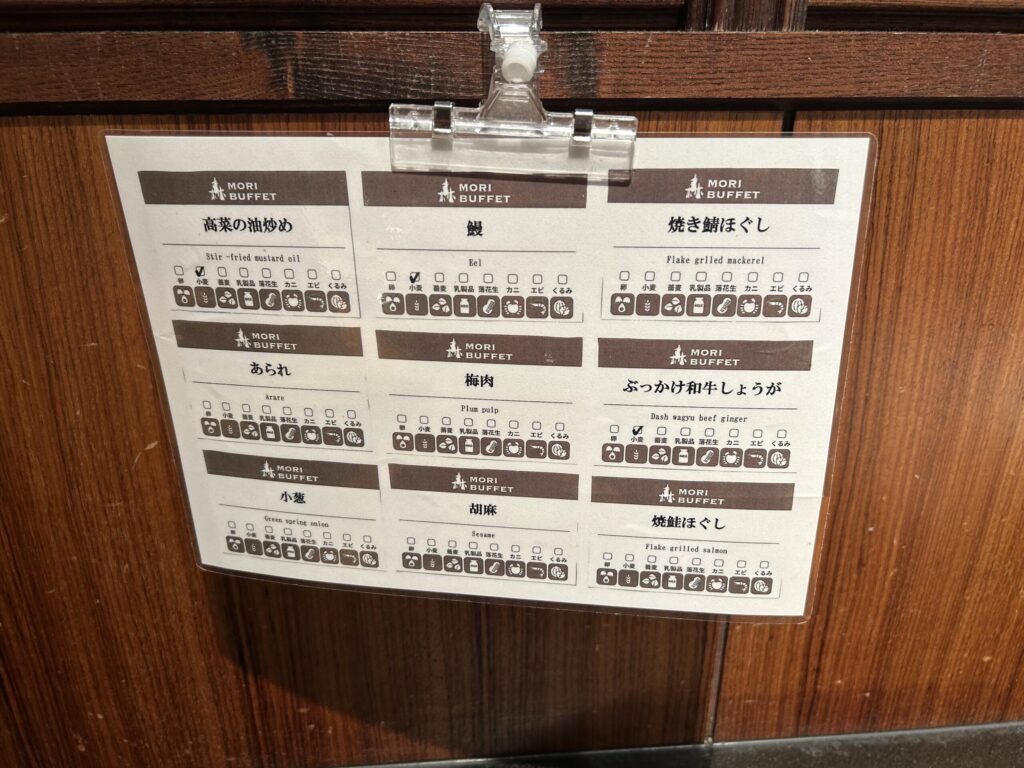 MORI
BUFFET
高菜の油炒め
Stir -fried mustard oil
卵 小麦 蕎麦 乳製品 落花生 カニ エビ くるみ
MORI
BUFFET
鰻
Eel
卵 小麦 蕎麦 乳製品 落花生 カニ エビ くるみ
MORI
BUFFET
焼き鯖ほぐし
Flake grlled mackerel
卵 小麦 蕎麦 乳製品 落花生 カニ エビ くるみ
MORI
BUFFET
あられ
Arare
卵 小麦 蕎麦 乳製品 落花生 カニ エビ くるみ
MORI
BUFFET
梅肉
Plum pulp
卵 小麦 蕎麦 乳製品 落花生 カニ エビ くるみ
MORI
BUFFET
ぶっかけ和牛しょうが
Dash wagyu beef ginger
卵 小麦 蕎麦 乳製品 落花生 カニ エビ くるみ
MORI
BUFFET
小葱
Green spring onion
卵 小麦 蕎麦 乳製品 落花生 カニ エビ くるみ
MORI
BUFFET
胡麻
Sesame
卵 小麦 蕎麦 乳製品 落花生 カニ エビ くるみ
MORI
BUFFET
焼鮭ほぐし
Flake grilled salmon
卵 小麦 蕎麦 乳製品 落花生 カニ エビ くるみ